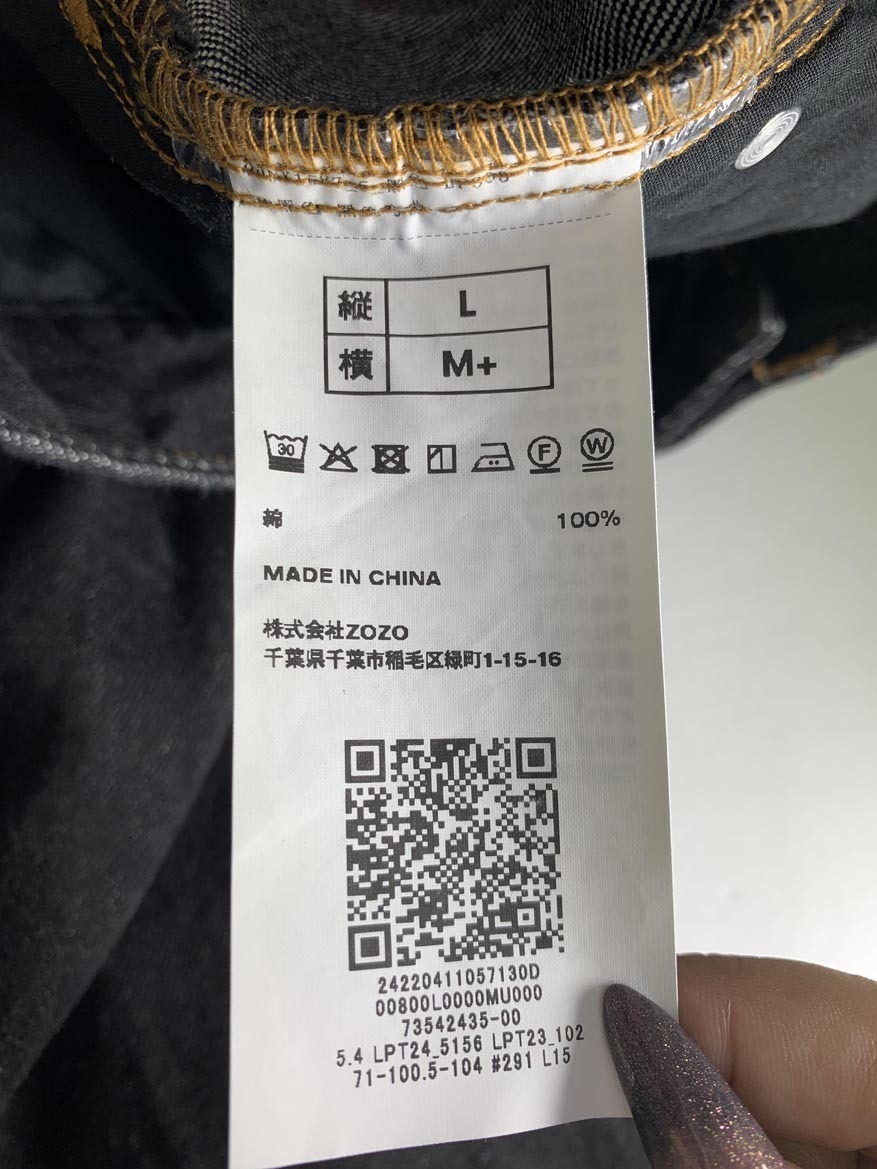 縦 L
横 M+
30 F W
綿 100%
MADE IN CHINA
株式会社ZOZO
千葉県千葉市稲毛区緑町1-15-16
24220411057130D
00800L0000MU000
73542435-00
5.4 LPT24_5156 LPT23_102
71-100.5-104 #291 L15